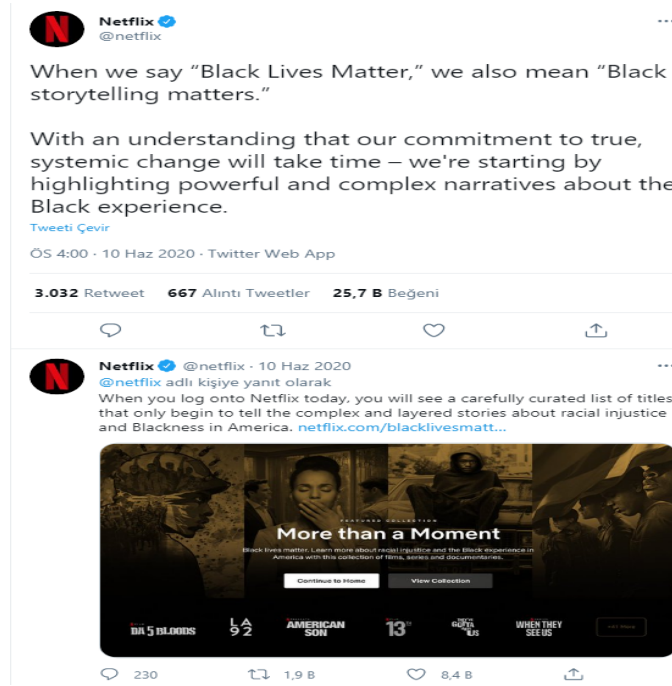 Netflix
@netflix
When we say “Black Lives Matter,” we also mean “Black
storytelling matters.”
With an understanding that our commitment to true,
systemic change will take time – we're starting by
highlighting powerful and complex narratives about the
Black experience.
Tweeti Çevir
ÖS 4:00 · 10 Haz 2020 · Twitter Web App
3.032 Retweet 667 Alıntı Tweetler 25,7 B Beğeni
Netflix @netflix · 10 Haz 2020
@netflix adlı kişiye yanıt olarak
When you log onto Netflix today, you will see a carefully curated list of titles
that only begin to tell the complex and layered stories about racial injustice
and Blackness in America. netflix.com/blacklivesmatt...
FEATURED COLLECTION
More than a Moment
Black lives matter. Learn more about racial injustice and the Black experience in
America with this collection of films, series and documentaries.
Continue to Home View Collection
DA 5 BLOODS
LA
92
AMERICAN
SON
13TH
GOTTA
US
WHEN THEY
SEE US
230 1,9 B 8,4 B